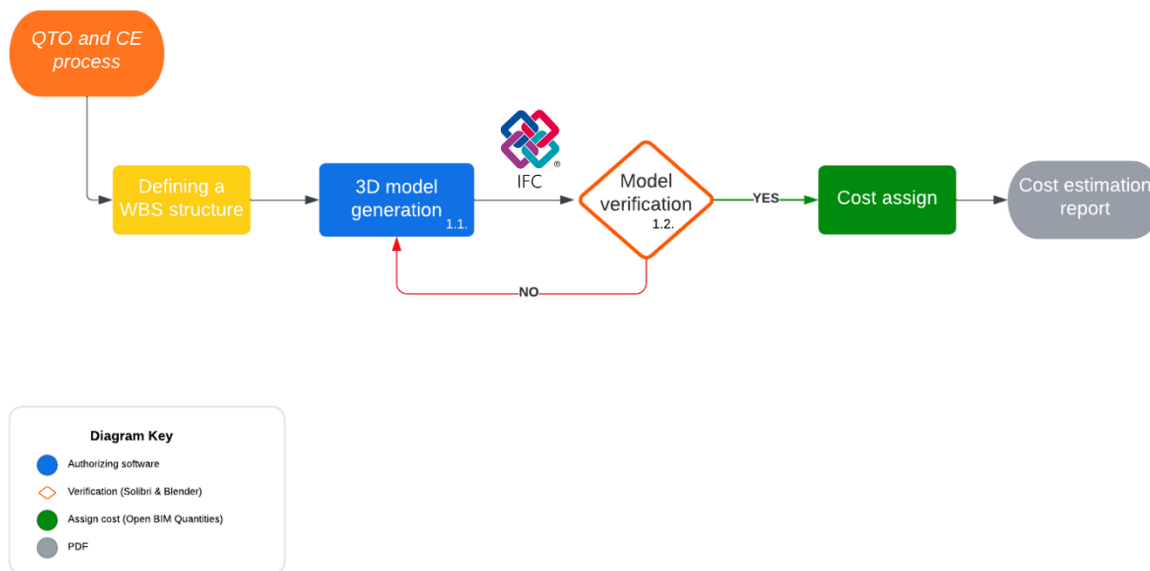 QTO and CE
process
Defining a
WBS structure
3D model
generation
1.1.
®
IFC
Model
verification
1.2.
YES
Cost assign
Cost estimation
report
NO
Diagram Key
Authorizing software
Verification (Solibri & Blender)
Assign cost (Open BIM Quantities)
PDF